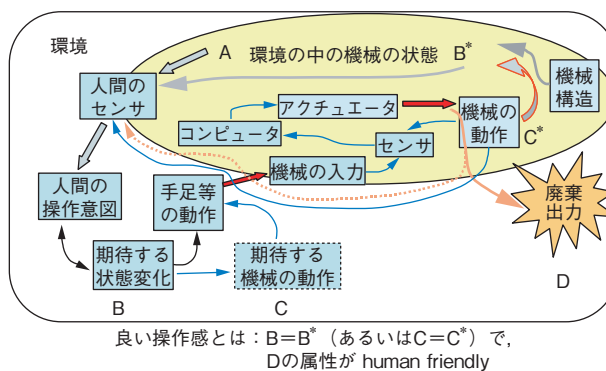 環境
A
環境の中の機械の状態
B*
人間の
センサ
機械
構造
アクチュエータ
機械の
動作
コンピュータ
センサ
C*
機械の入力
人間の
操作意図
手足等
の動作
廃棄
出力
期待する
状態変化
期待する
機械の動作
B
C
D
良い操作感とは：B＝B*（あるいはC＝C*）で，
Dの属性が human friendly